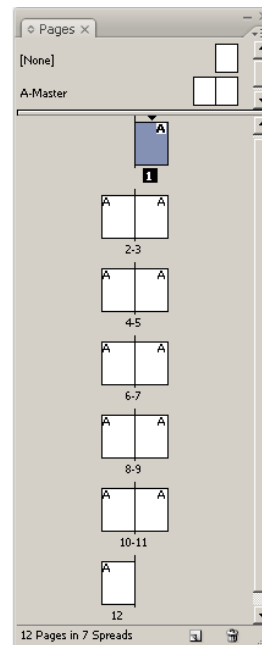 Pages
[None]
A-Master
A
1
A A
2-3
A A
4-5
A A
6-7
A A
8-9
A A
10-11
A
12
12 Pages in 7 Spreads